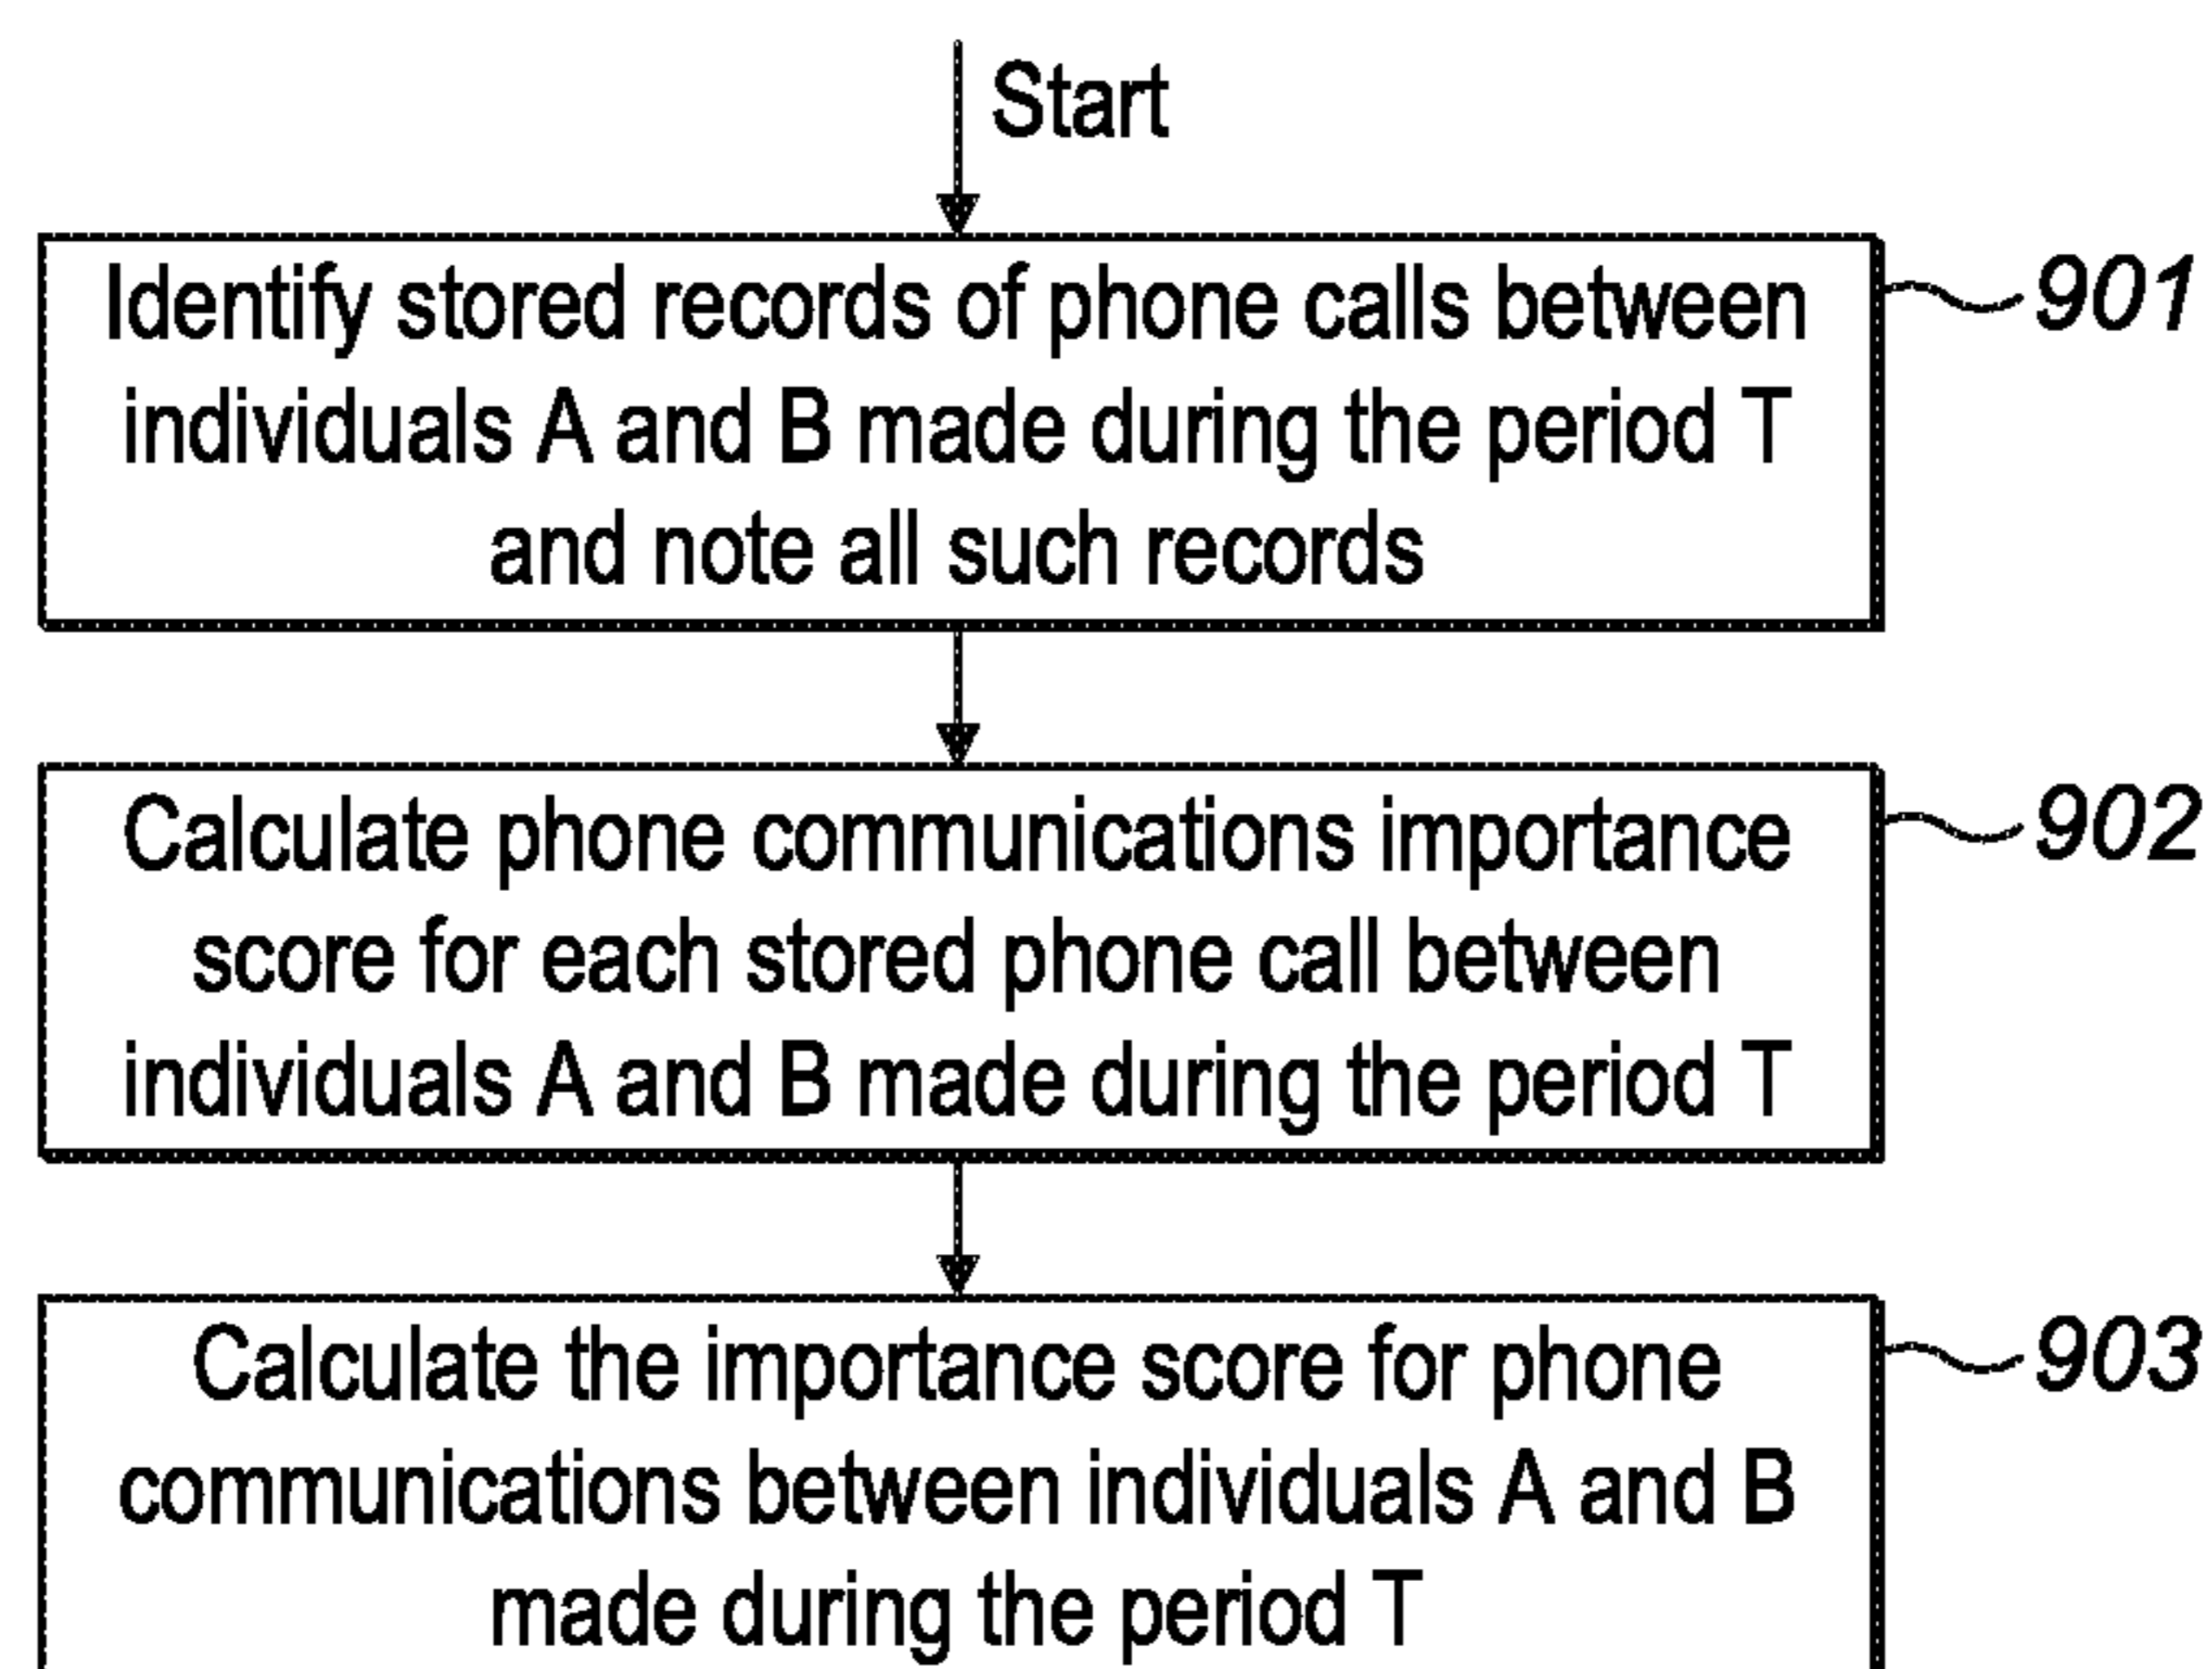 Start
Identify stored records of phone calls between
individuals A and B made during the period T
and note all such records
901
Calculate phone communications importance
score for each stored phone call between
individuals A and B made during the period T
902
Calculate the importance score for phone
communications between individuals A and B
made during the period T
903